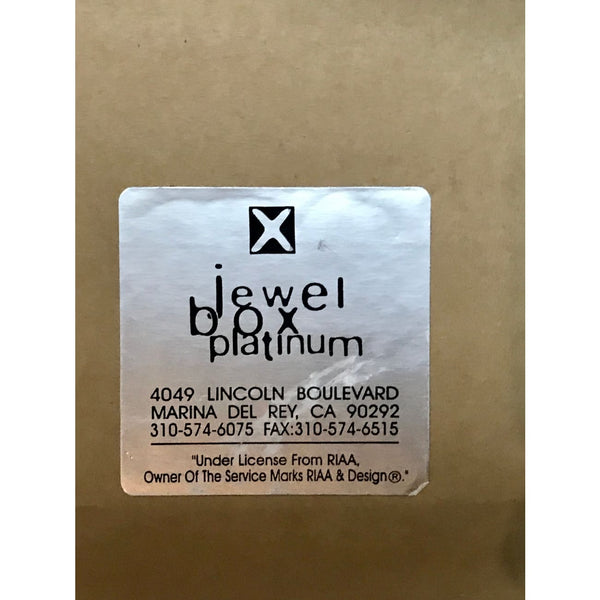 X
jewel
box
platinum
4049 LINCOLN BOULEVARD
MARINA DEL REY, CA 90292
310-574-6075 FAX:310-574-6515
"Under License From RIAA,
Owner Of The Service Marks RIAA & Design®."